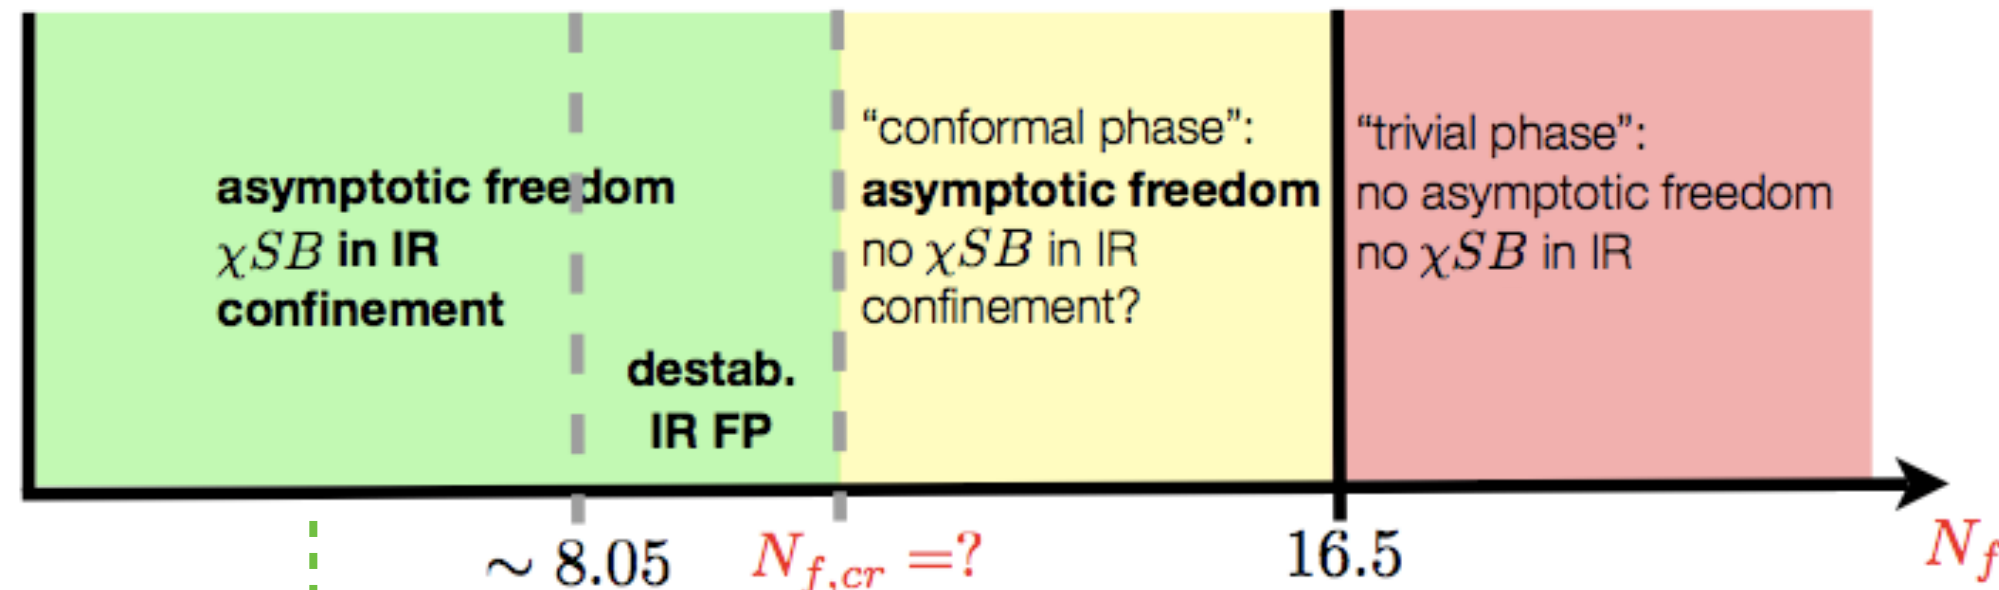 asymptotic freedom
χSB in IR
confinement
destab.
IR FP
“conformal phase”:
asymptotic freedom
no χSB in IR
confinement?
“trivial phase”:
no asymptotic freedom
no χSB in IR
∼ 8.05
N_{f,cr} =?
16.5
N_f